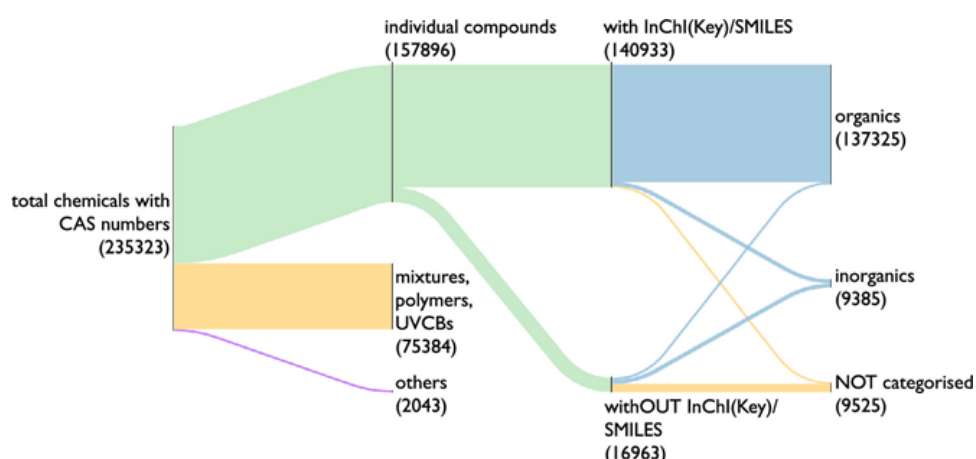 individual compounds
(157896)
with InChI(Key)/SMILES
(140933)
organics
(137325)
total chemicals with
CAS numbers
(235323)
mixtures,
polymers,
UVCBs
(75384)
inorganics
(9385)
others
(2043)
NOT categorised
(9525)
withOUT InChI(Key)/
SMILES
(16963)